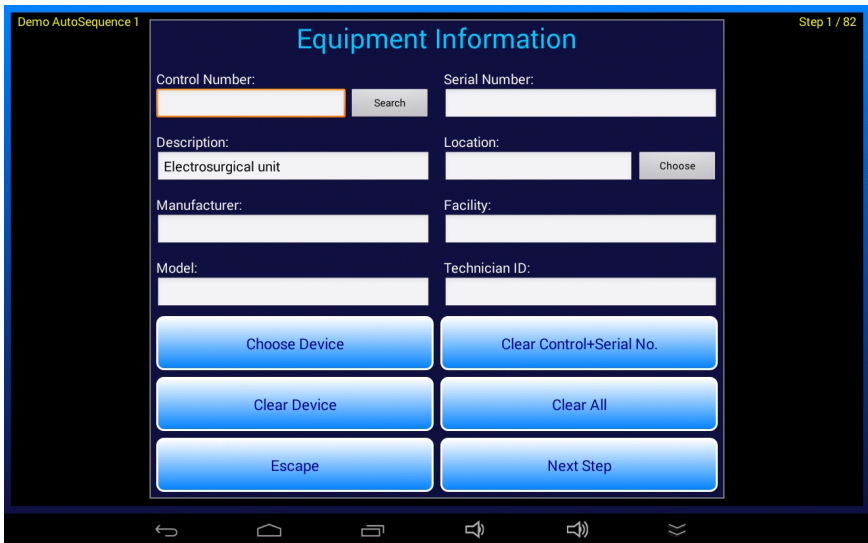 Demo AutoSequence 1
Step 1 / 82
Equipment Information
Control Number:
Serial Number:
Search
Description:
Location:
Electrosurgical unit
Choose
Manufacturer:
Facility:
Model:
Technician ID:
Choose Device
Clear Control+Serial No.
Clear Device
Clear All
Escape
Next Step